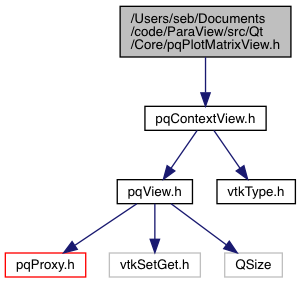 /Users/seb/Documents
/code/ParaView/src/Qt
/Core/pqPlotMatrixView.h
pqContextView.h
pqView.h
vtkType.h
pqProxy.h
vtkSetGet.h
QSize